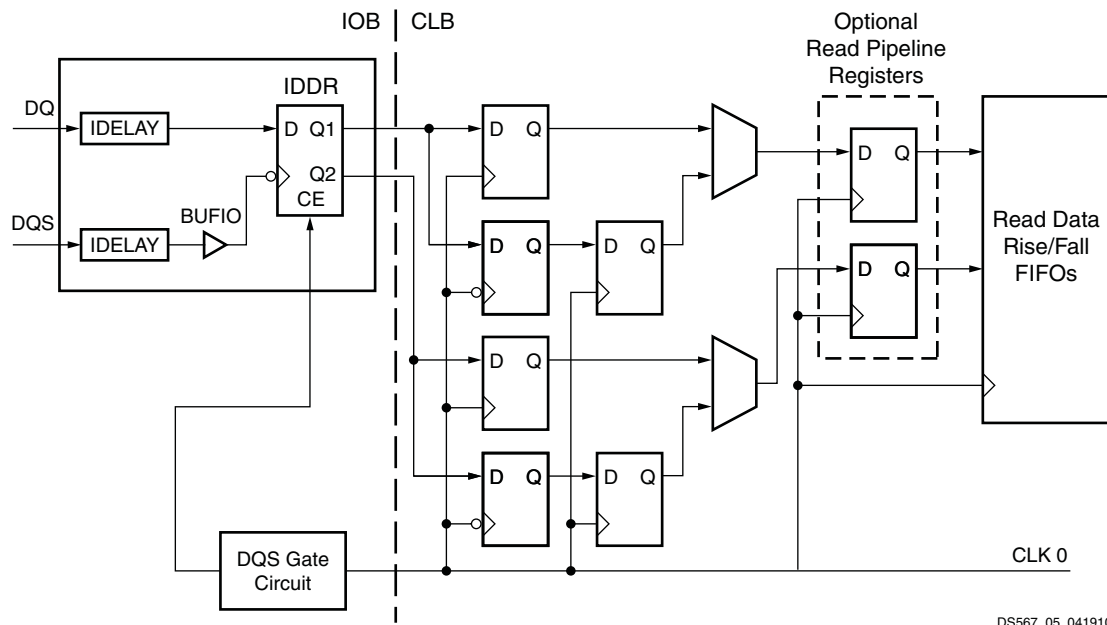 IOB
CLB
Optional
Read Pipeline
Registers
IDDR
DQ
IDELAY
D Q1
Q2
CE
DQS
IDELAY
BUFIO
D Q
D Q
D Q
D Q
D Q
D Q
D Q
D Q
Read Data
Rise/Fall
FIFOs
DQS Gate
Circuit
CLK 0
DS567_05_041910